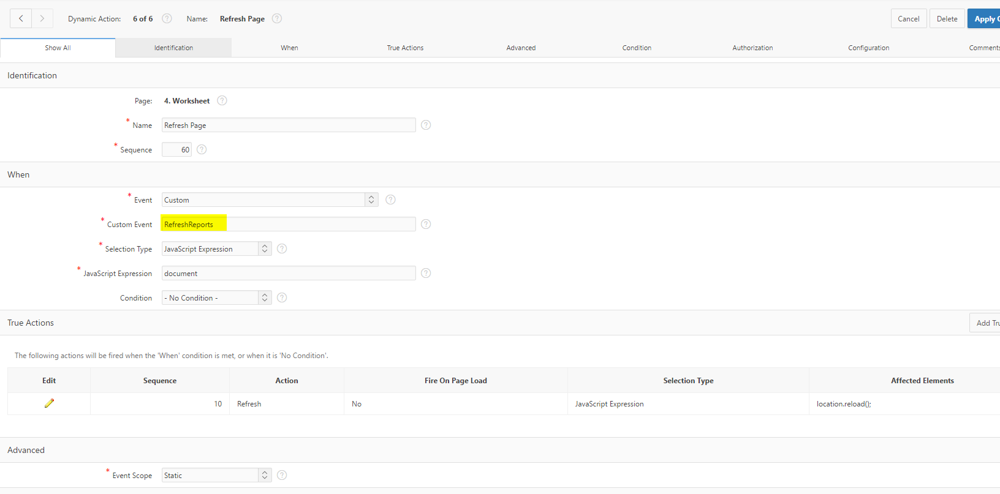 Dynamic Action: 6 of 6 ? Name: Refresh Page ? Cancel Delete Apply C
Show All Identification When True Actions Advanced Condition Authorization Configuration Comments
Identification
Page: 4. Worksheet ?
* Name Refresh Page ?
* Sequence 60 ?
When
* Event Custom ?
* Custom Event RefreshReports ?
* Selection Type JavaScript Expression ?
* JavaScript Expression document ?
Condition - No Condition - ?
True Actions Add Tru
The following actions will be fired when the 'When' condition is met, or when it is 'No Condition'.
Edit Sequence Action Fire On Page Load Selection Type Affected Elements
10 Refresh No JavaScript Expression location.reload();
Advanced
* Event Scope Static ?